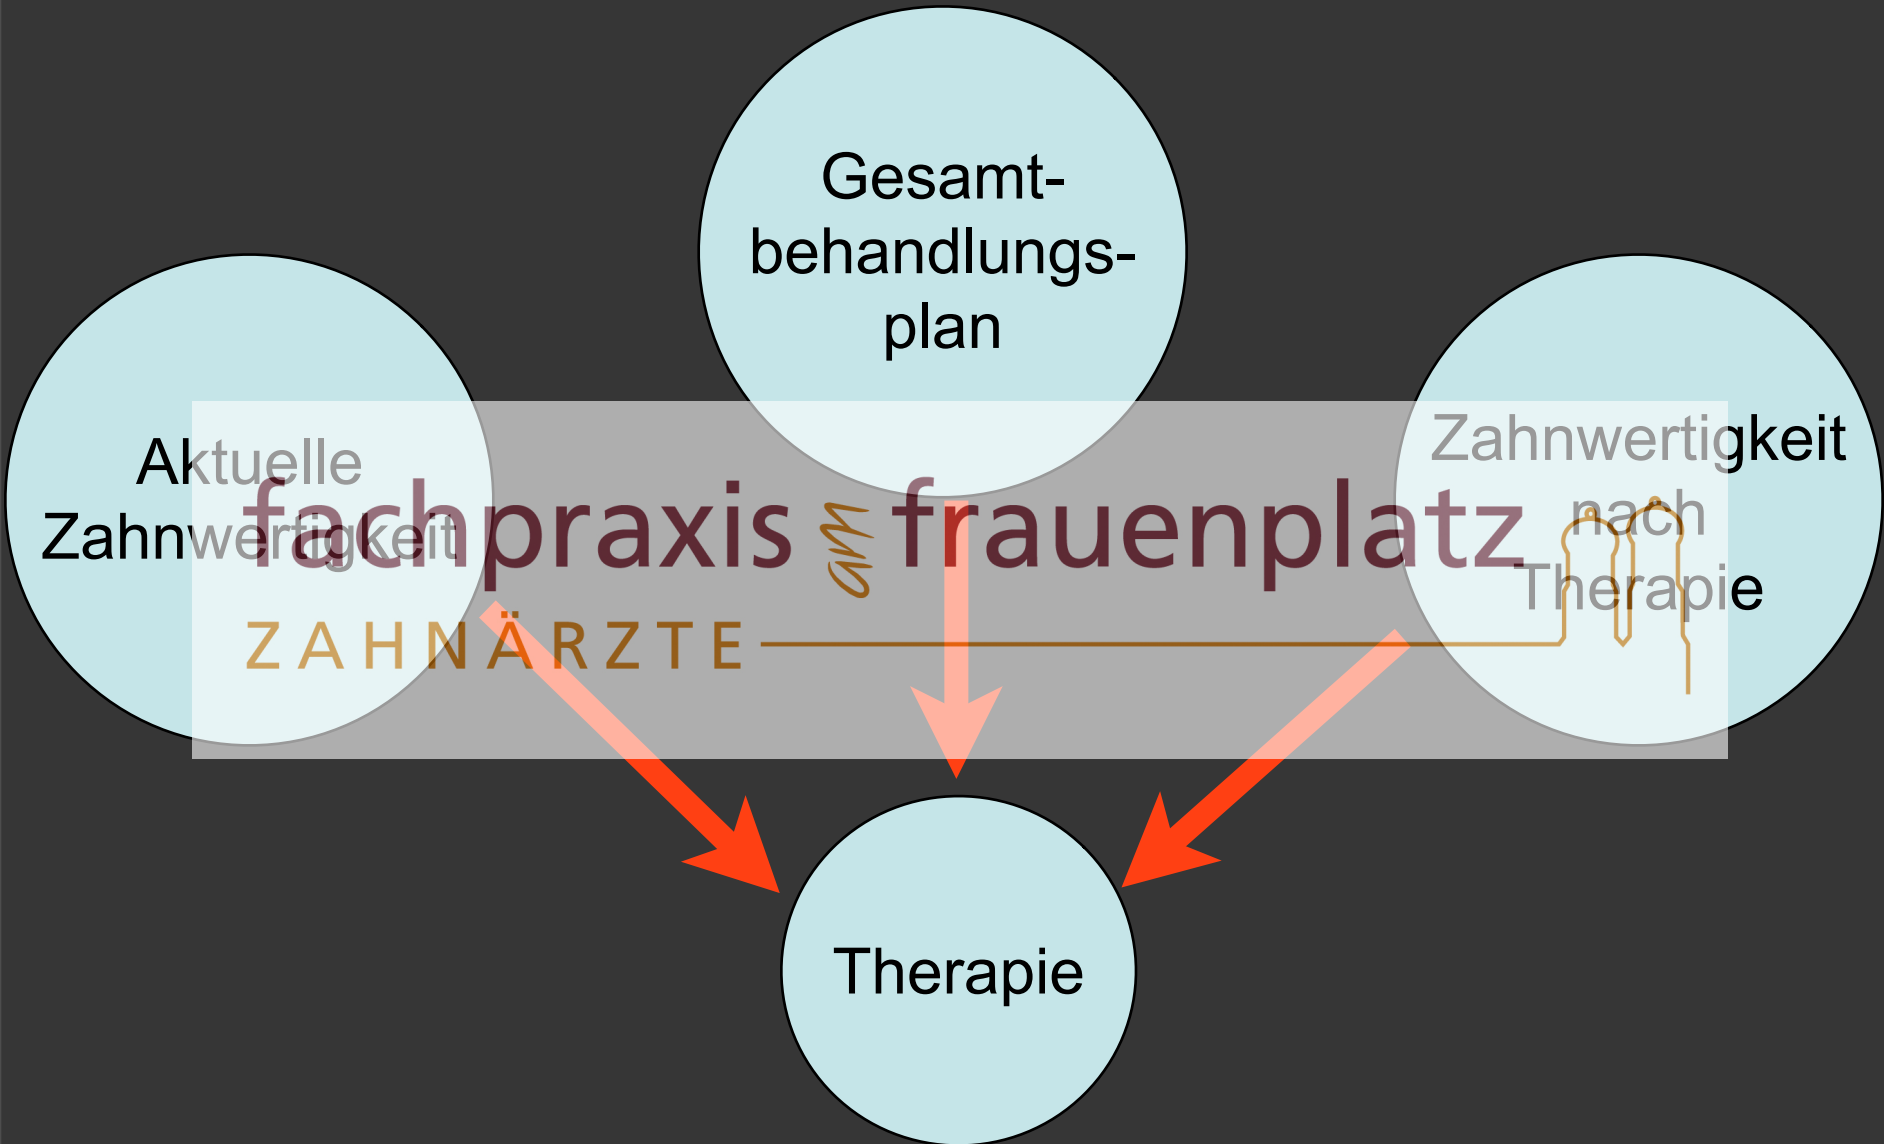 Gesamt-
behandlungs-
plan
Aktuelle
Zahnwertigkeit
Zahnwertigkeit
nach
Therapie
fachpraxis am frauenplatz
ZAHNÄRZTE
Therapie